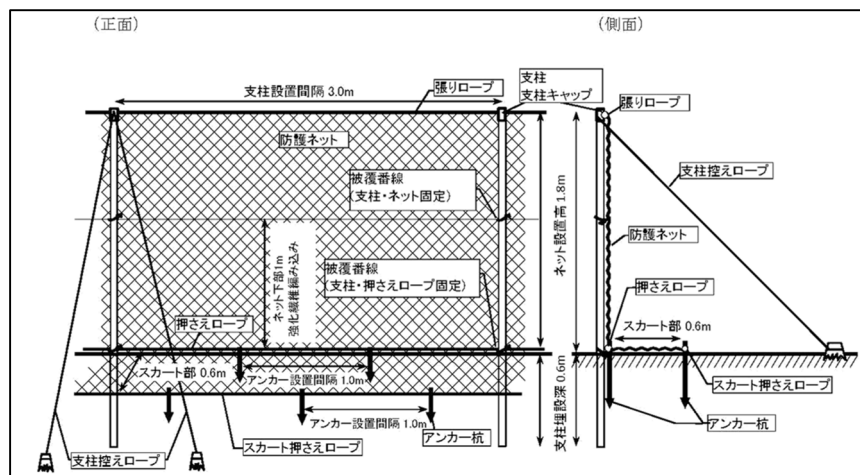 （正面）
（側面）
支柱設置間隔 3.0m
張りロープ
支柱
支柱キャップ
張りロープ
防護ネット
被覆番線
(支柱・ネット固定)
ネット下部1m
強化繊維編み込み
被覆番線
(支柱・押さえロープ固定)
押さえロープ
スカート部 0.6m
アンカー設置間隔 1.0m
アンカー設置間隔 1.0m
支柱控えロープ
スカート押さえロープ
アンカー杭
ネット設置高 1.8m
支柱埋設深 0.6m
支柱控えロープ
防護ネット
押さえロープ
スカート部 0.6m
スカート押さえロープ
アンカー杭